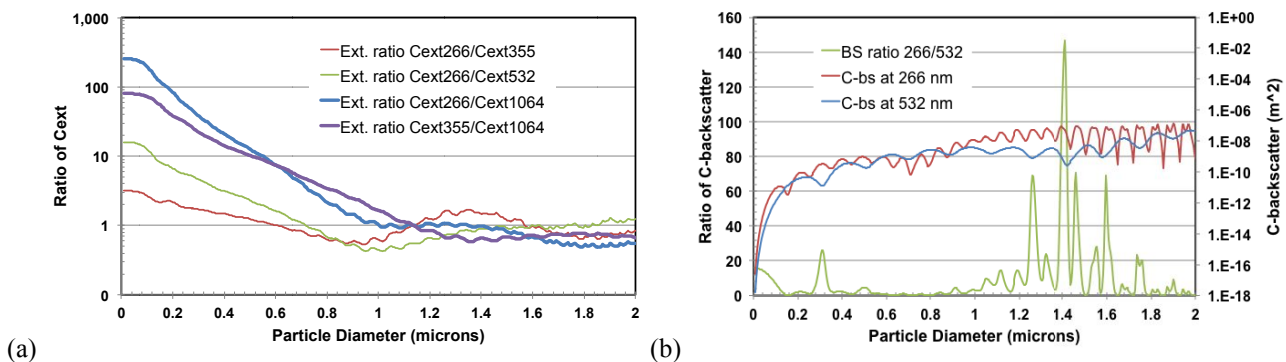 1,000
100
10
1
0
Ratio of Cext
Ext. ratio Cext266/Cext355
Ext. ratio Cext266/Cext532
Ext. ratio Cext266/Cext1064
Ext. ratio Cext355/Cext1064
0 0.2 0.4 0.6 0.8 1 1.2 1.4 1.6 1.8 2
Particle Diameter (microns)
(a)
160
140
120
100
80
60
40
20
0
Ratio of C-backscatter
BS ratio 266/532
C-bs at 266 nm
C-bs at 532 nm
1.E+00
1.E-02
1.E-04
1.E-06
1.E-08
1.E-10
1.E-12
1.E-14
1.E-16
1.E-18
C-backscatter (m^2)
0 0.2 0.4 0.6 0.8 1 1.2 1.4 1.6 1.8 2
Particle Diameter (microns)
(b)